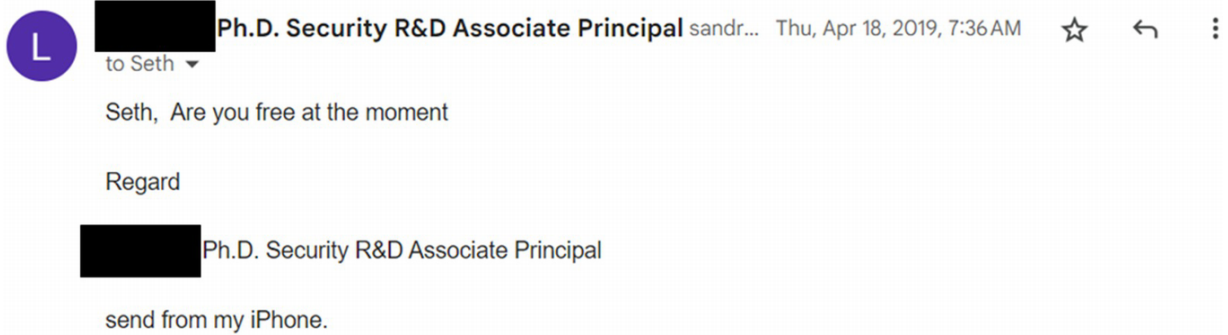 L
Ph.D. Security R&D Associate Principal sandr... Thu, Apr 18, 2019, 7:36 AM
to Seth
Seth, Are you free at the moment
Regard
Ph.D. Security R&D Associate Principal
send from my iPhone.